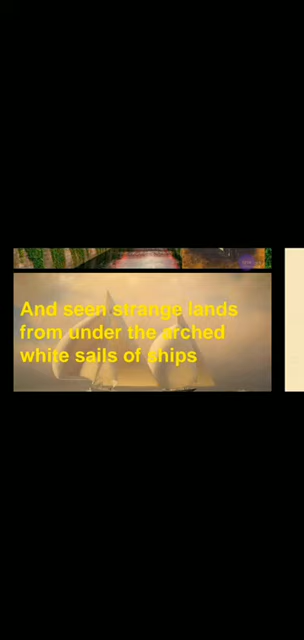 And seen strange lands
from under the arched
white sails of ships